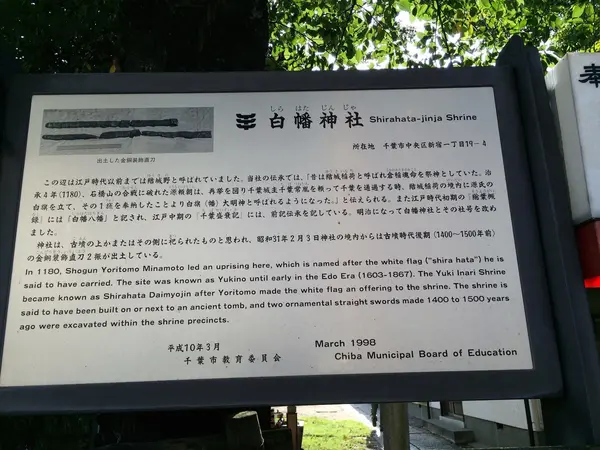 白幡神社 Shirahata-jinja Shrine
しら はた じん じゃ
所在地 千葉市中央区新宿一丁目19-4
出土した金銅装飾直刀
この辺は江戸時代以前までは結城野と呼ばれていました。当社の伝承では、「昔は結城稲荷と呼ばれ倉稲魂命を祭神としていた。治
承4年(1180)、石橋山の合戦に破れた源頼朝は、再挙を図り千葉城主千葉常胤を頼って千葉を通過する時、結城稲荷の境内に源氏の
白旗を立て、その1旒を奉納したことより白旗(幡)大明神と呼ばれるようになった。」と伝えられる。また江戸時代初期の「総葉概
録」には「白幡八幡」と記され、江戸中期の「千葉盛衰記」には、前記伝承を記している。明治になって白幡神社とその社号を改め
ました。
神社は、古墳の上かまたはその側に祀られたものと思われ、昭和31年2月3日神社の境内からは古墳時代後期(1400~1500年前)
の金銅装飾直刀2振が出土している。
In 1180, Shogun Yoritomo Minamoto led an uprising here, which is named after the white flag ("shira hata") he is
said to have carried. The site was known as Yukino until early in the Edo Era (1603-1867). The Yuki Inari Shrine
became known as Shirahata Daimyojin after Yoritomo made the white flag an offering to the shrine. The shrine is
said to have been built on or next to an ancient tomb, and two ornamental straight swords made 1400 to 1500 years
ago were excavated within the shrine precincts.
平成10年3月 March 1998
千葉市教育委員会 Chiba Municipal Board of Education
奉